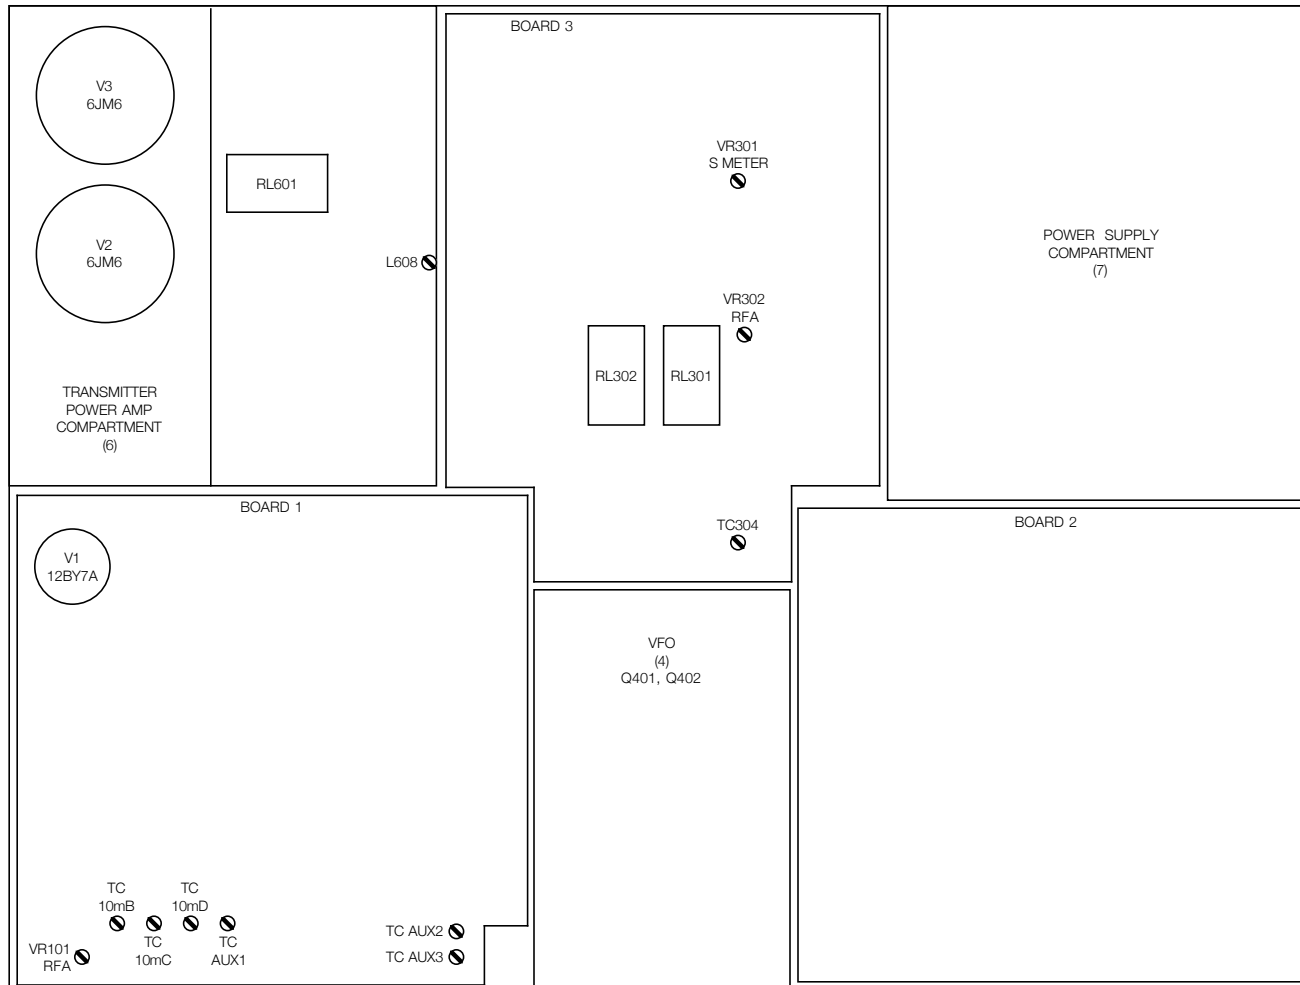 BOARD 3
V3
6JM6
RL601
VR301
S METER
V2
6JM6
L608
POWER SUPPLY
COMPARTMENT
(7)
VR302
RFA
RL302
RL301
TRANSMITTER
POWER AMP
COMPARTMENT
(6)
BOARD 1
TC304
BOARD 2
V1
12BY7A
VFO
(4)
Q401, Q402
TC
10mB
TC
10mD
TC
10mC
TC
AUX1
VR101
RFA
TC AUX2
TC AUX3